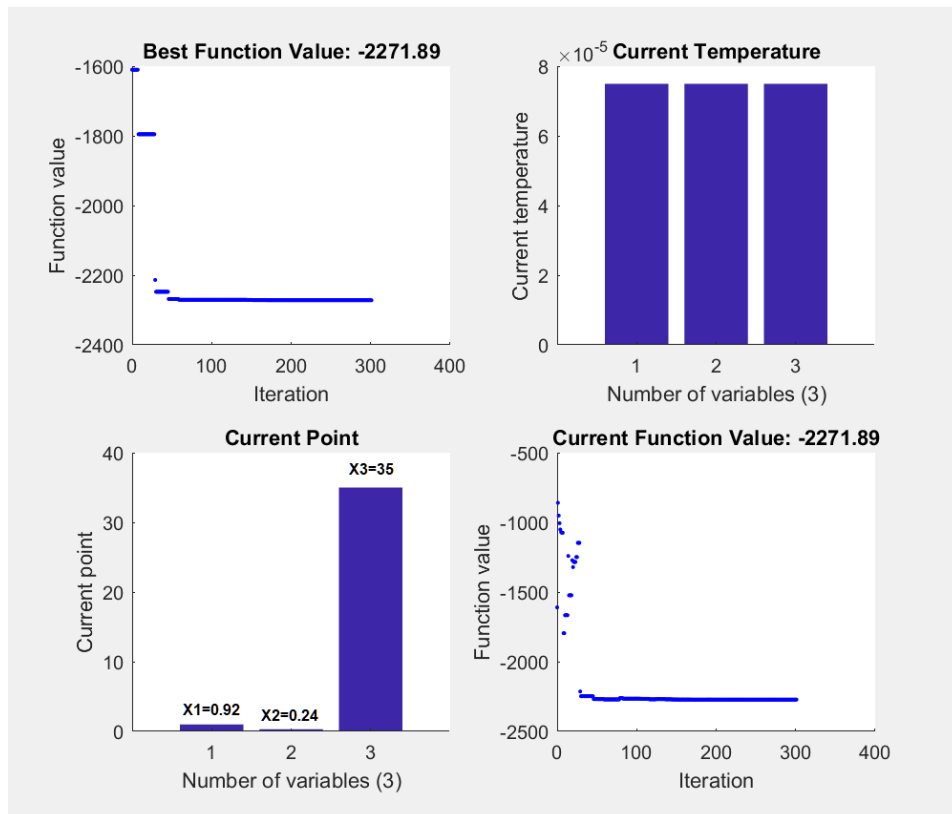 Best Function Value: -2271.89
-1600
-1800
-2000
-2200
-2400
Function value
0 100 200 300 400
Iteration
×10-5 Current Temperature
8
6
4
2
0
Current temperature
1 2 3
Number of variables (3)
Current Point
40
30
20
10
0
Current point
X1=0.92
X2=0.24
X3=35
1 2 3
Number of variables (3)
Current Function Value: -2271.89
-500
-1000
-1500
-2000
-2500
Function value
0 100 200 300 400
Iteration